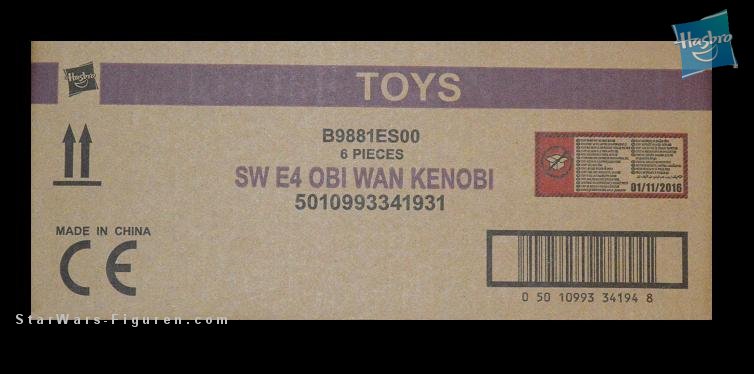 Hasbro
Hasbro
TOYS
B9881ES00
6 PIECES
SW E4 OBI WAN KENOBI
5010993341931
01/11/2016
MADE IN CHINA
CE
0 50 10993 34194 8
StarWars-Figuren.com